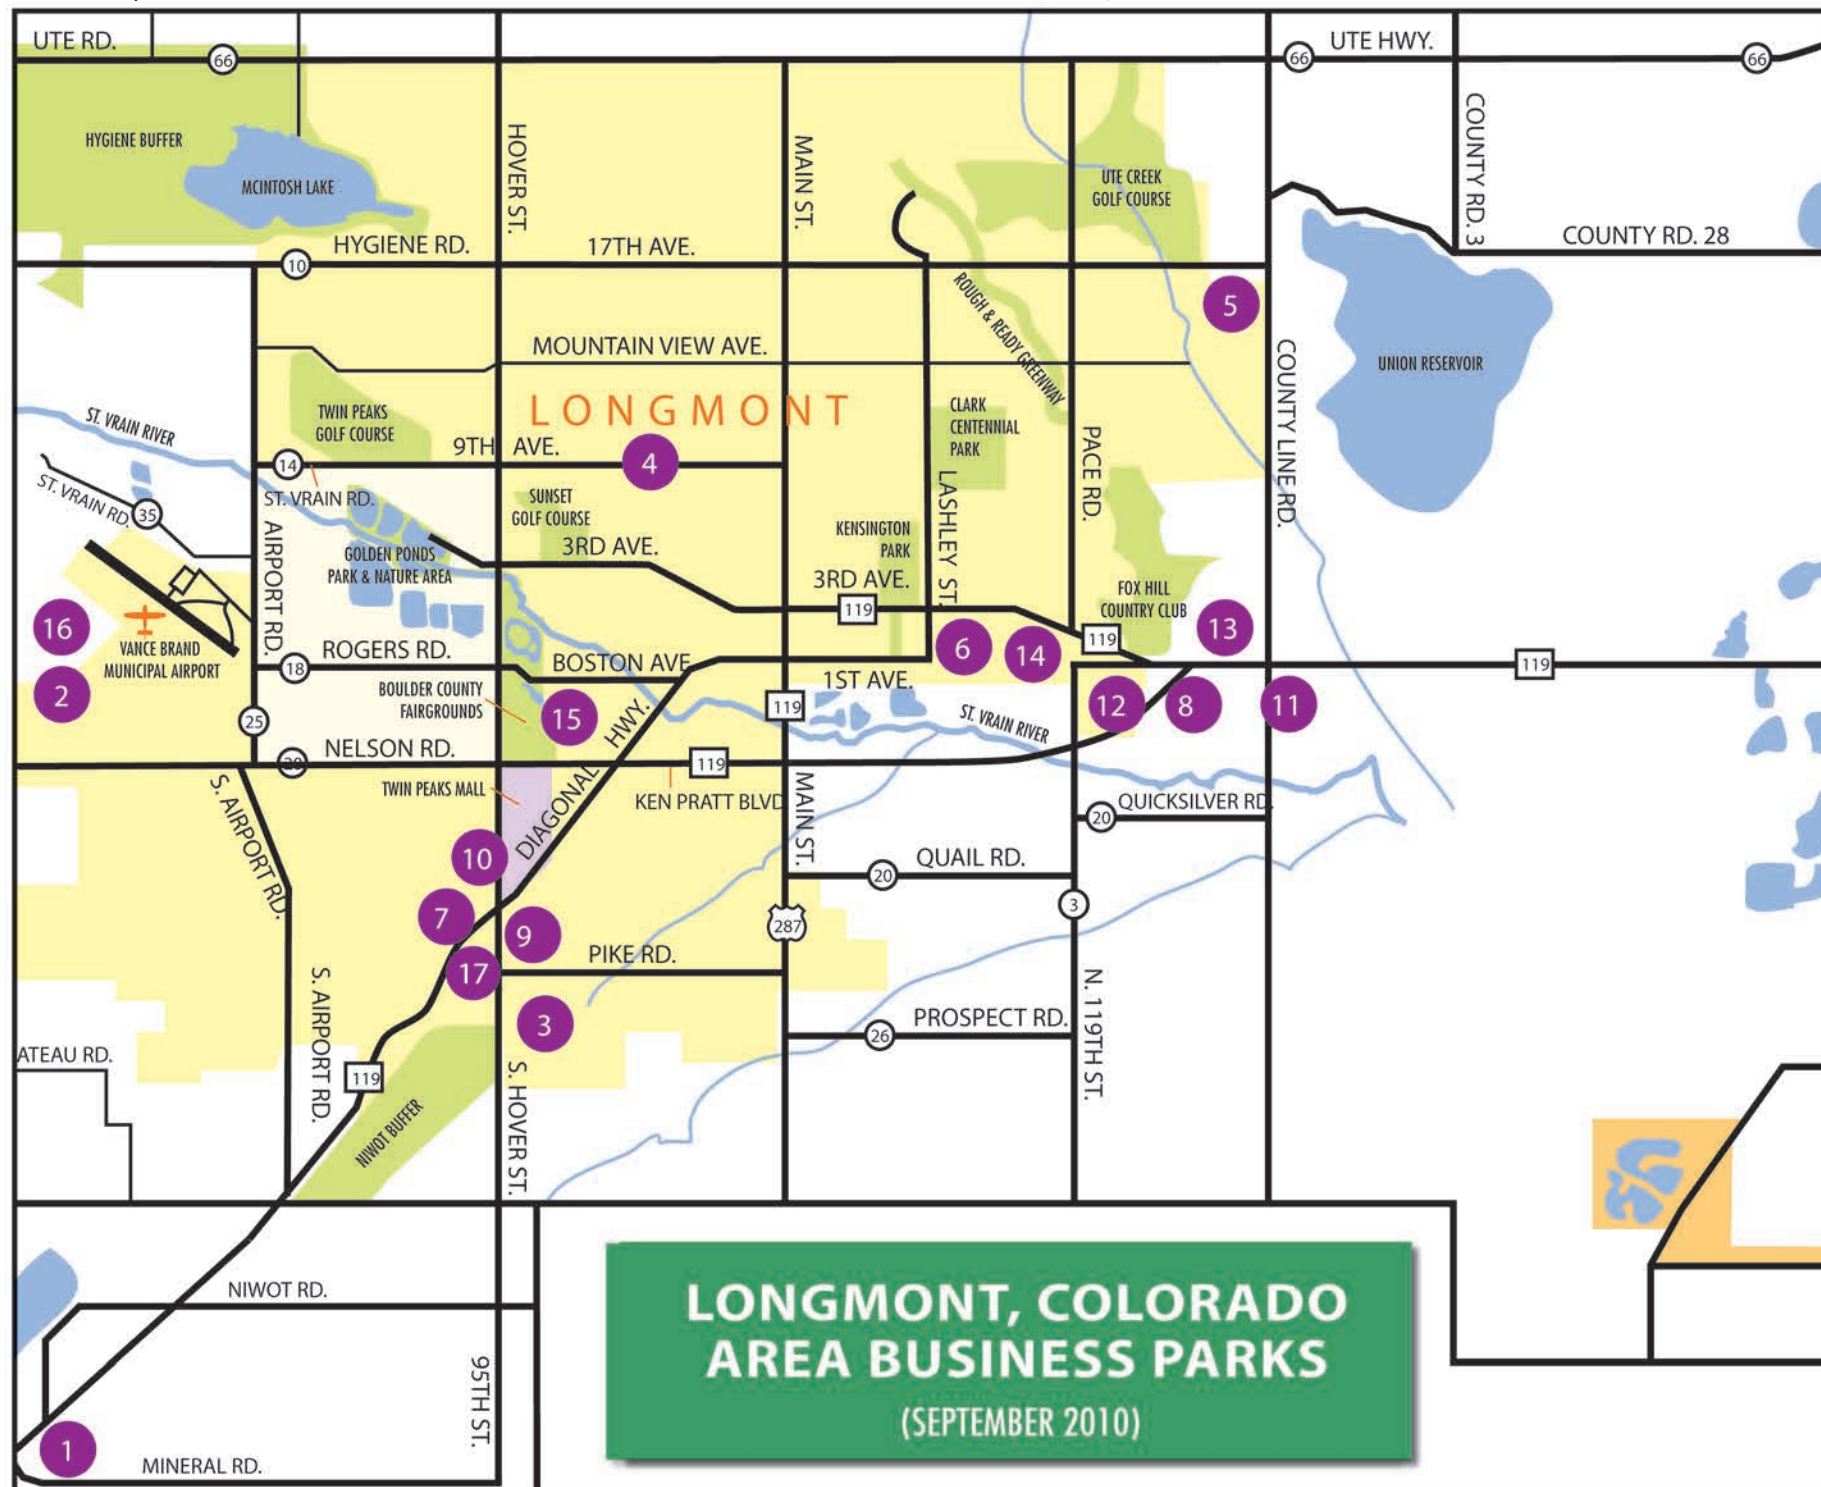 UTE RD.
66
66
UTE HWY.
66
HYGIENE BUFFER
MCINTOSH LAKE
HOVER ST.
MAIN ST.
COUNTY RD. 3
UTE CREEK
GOLF COURSE
HYGIENE RD.
10
17TH AVE.
COUNTY RD. 28
ROUGH & READY GREENWAY
5
MOUNTAIN VIEW AVE.
COUNTY LINE RD.
UNION RESERVOIR
LONGMONT
TWIN PEAKS
GOLF COURSE
CLARK
CENTENNIAL
PARK
ST. VRAIN RIVER
9TH AVE.
14
4
PACE RD.
ST. VRAIN RD.
ST. VRAIN RD.
35
SUNSET
GOLF COURSE
LASHLEY ST.
AIRPORT RD.
KENSINGTON
PARK
3RD AVE.
GOLDEN PONDS
PARK & NATURE AREA
3RD AVE.
119
FOX HILL
COUNTRY CLUB
16
13
119
VANCE BRAND
MUNICIPAL AIRPORT
ROGERS RD.
18
BOSTON AVE
6
14
119
2
1ST AVE.
BOULDER COUNTY
FAIRGROUNDS
15
119
12
8
11
25
ST. VRAIN RIVER
NELSON RD.
20
DIAGONAL HWY.
119
TWIN PEAKS MALL
KEN PRATT BLVD
MAIN ST.
QUICKSILVER RD.
20
S. AIRPORT RD.
10
QUAIL RD.
20
7
9
287
3
PIKE RD.
17
3
S. AIRPORT RD.
N. 119TH ST.
PROSPECT RD.
26
ATEAU RD.
119
S. HOVER ST.
NIWOT BUFFER
NIWOT RD.
95TH ST.
1
MINERAL RD.
LONGMONT, COLORADO
AREA BUSINESS PARKS
(SEPTEMBER 2010)